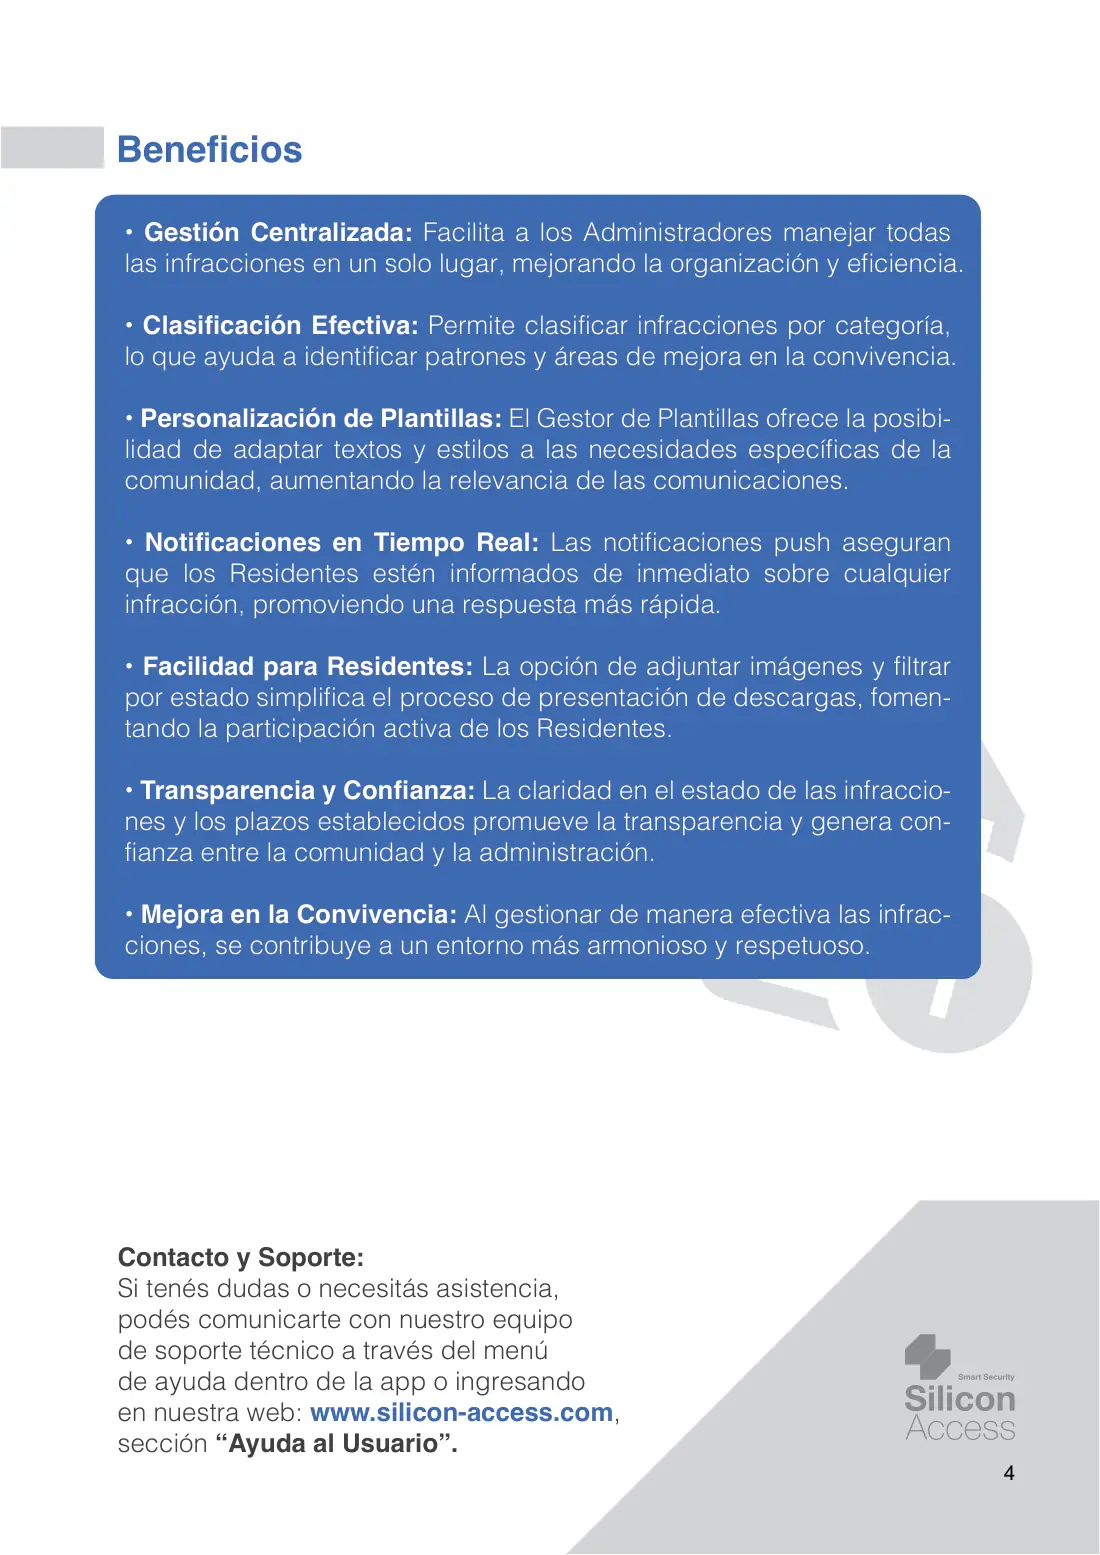 Beneficios
• Gestión Centralizada: Facilita a los Administradores manejar todas
las infracciones en un solo lugar, mejorando la organización y eficiencia.
• Clasificación Efectiva: Permite clasificar infracciones por categoría,
lo que ayuda a identificar patrones y áreas de mejora en la convivencia.
• Personalización de Plantillas: El Gestor de Plantillas ofrece la posibi-
lidad de adaptar textos y estilos a las necesidades específicas de la
comunidad, aumentando la relevancia de las comunicaciones.
• Notificaciones en Tiempo Real: Las notificaciones push aseguran
que los Residentes estén informados de inmediato sobre cualquier
infracción, promoviendo una respuesta más rápida.
• Facilidad para Residentes: La opción de adjuntar imágenes y filtrar
por estado simplifica el proceso de presentación de descargas, fomen-
tando la participación activa de los Residentes.
• Transparencia y Confianza: La claridad en el estado de las infraccio-
nes y los plazos establecidos promueve la transparencia y genera con-
fianza entre la comunidad y la administración.
• Mejora en la Convivencia: Al gestionar de manera efectiva las infrac-
ciones, se contribuye a un entorno más armonioso y respetuoso.
Contacto y Soporte:
Si tenés dudas o necesitás asistencia,
podés comunicarte con nuestro equipo
de soporte técnico a través del menú
de ayuda dentro de la app o ingresando
en nuestra web: www.silicon-access.com,
sección “Ayuda al Usuario”.
Smart Security
Silicon
Access
4